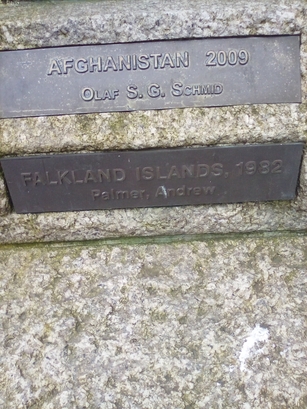 AFGHANISTAN 2009
OLAF S. G. SCHMID
FALKLAND ISLANDS, 1982
Palmer, Andrew